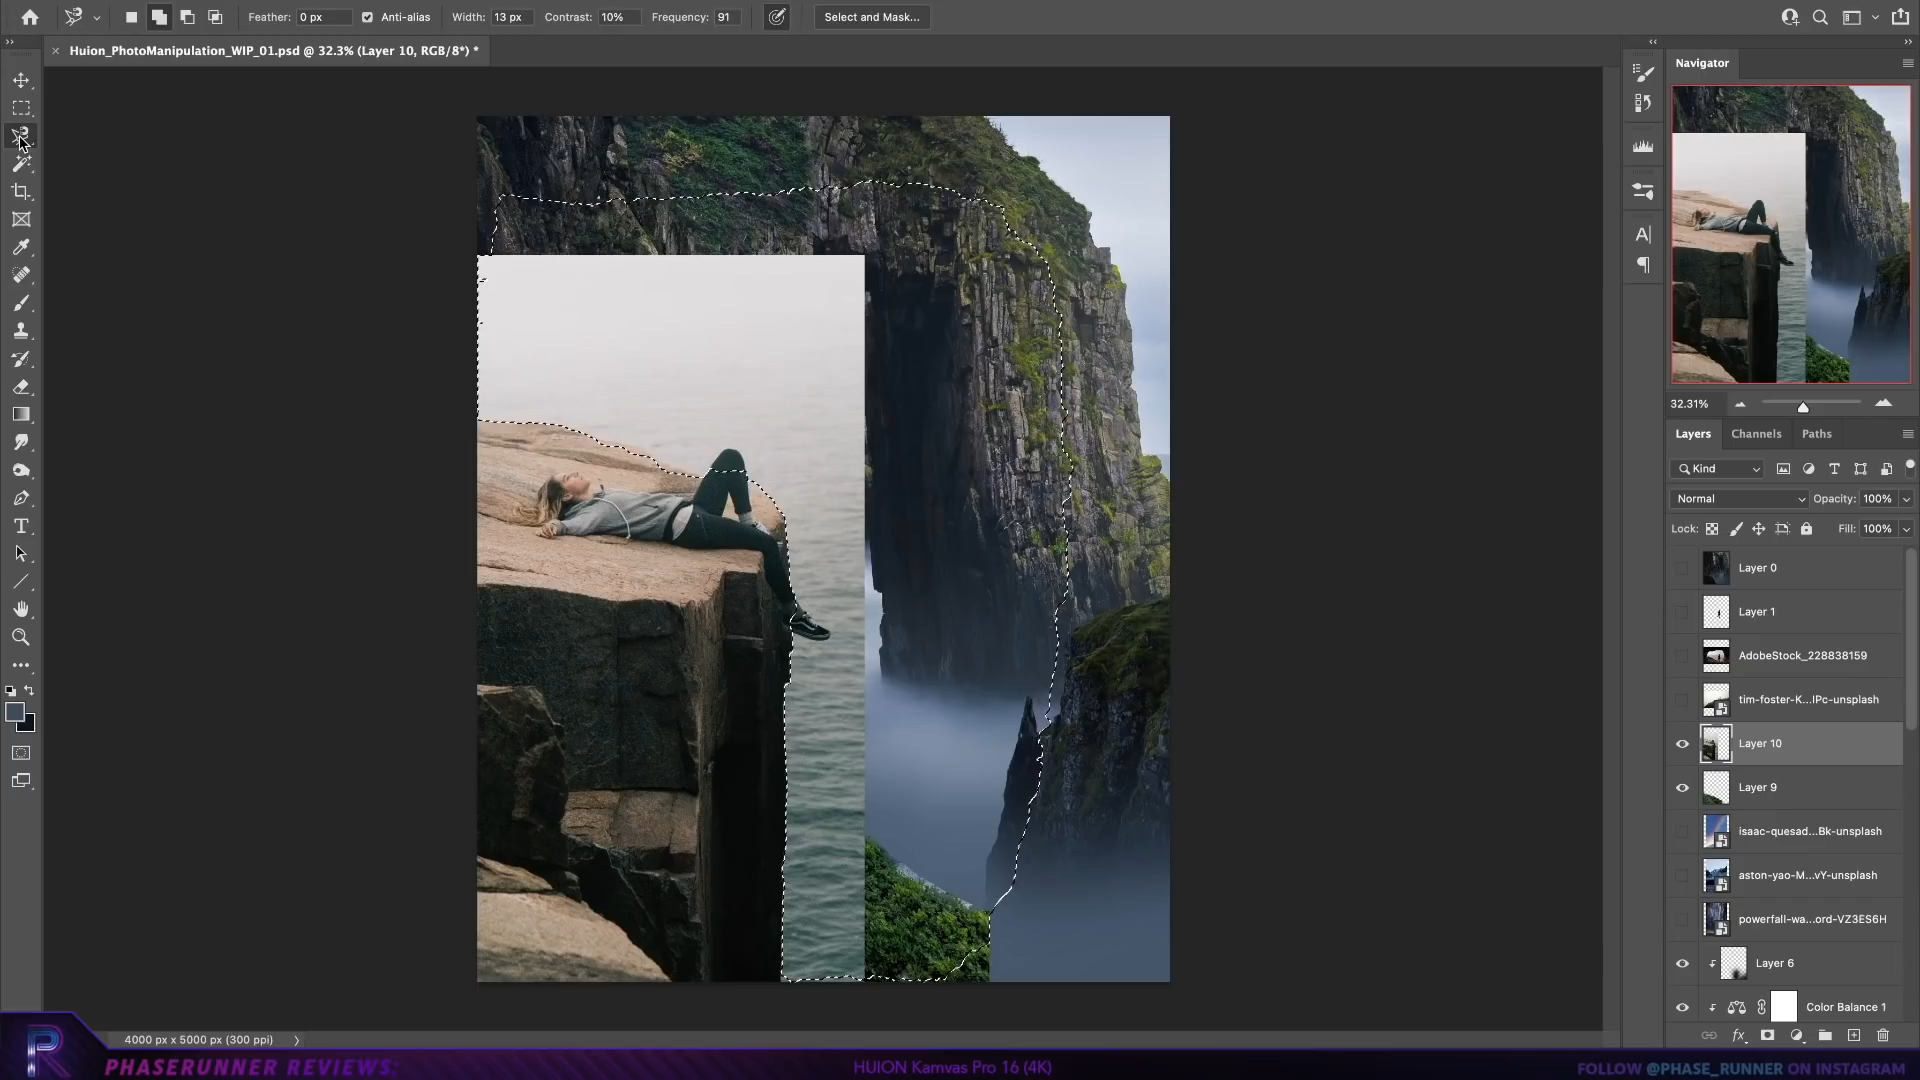 Feather: 0 px Anti-alias Width: 13 px Contrast: 10% Frequency: 91 Select and Mask...
Huion_PhotoManipulation_WIP_01.psd @ 32.3% (Layer 10, RGB/8*) *
Navigator
32.31%
Layers Channels Paths
Kind
Normal Opacity: 100%
Lock: Fill: 100%
Layer 0
Layer 1
AdobeStock_228838159
tim-foster-K...lPc-unsplash
Layer 10
Layer 9
isaac-quesad...Bk-unsplash
aston-yao-M...vY-unsplash
powerfall-wa...ord-VZ3ES6H
Layer 6
Color Balance 1
4000 px x 5000 px (300 ppi)
PHASERUNNER REVIEWS:
HUION Kamvas Pro 16 (4K)
FOLLOW @PHASE_RUNNER ON INSTAGRAM